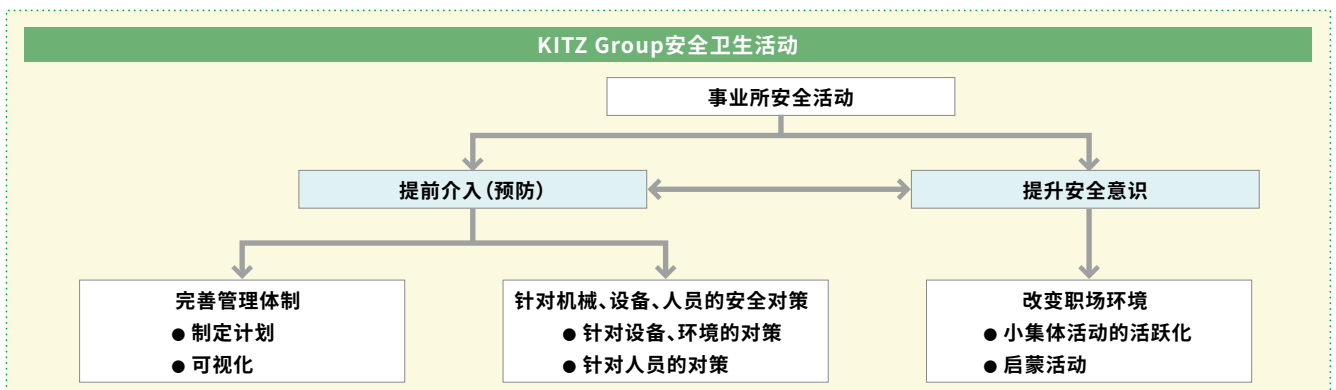 KITZ Group安全卫生活动
事业所安全活动
提前介入（预防）
提升安全意识
完善管理体制
● 制定计划
● 可视化
针对机械、设备、人员的安全对策
● 针对设备、环境的对策
● 针对人员的对策
改变职场环境
● 小集体活动的活跃化
● 启蒙活动